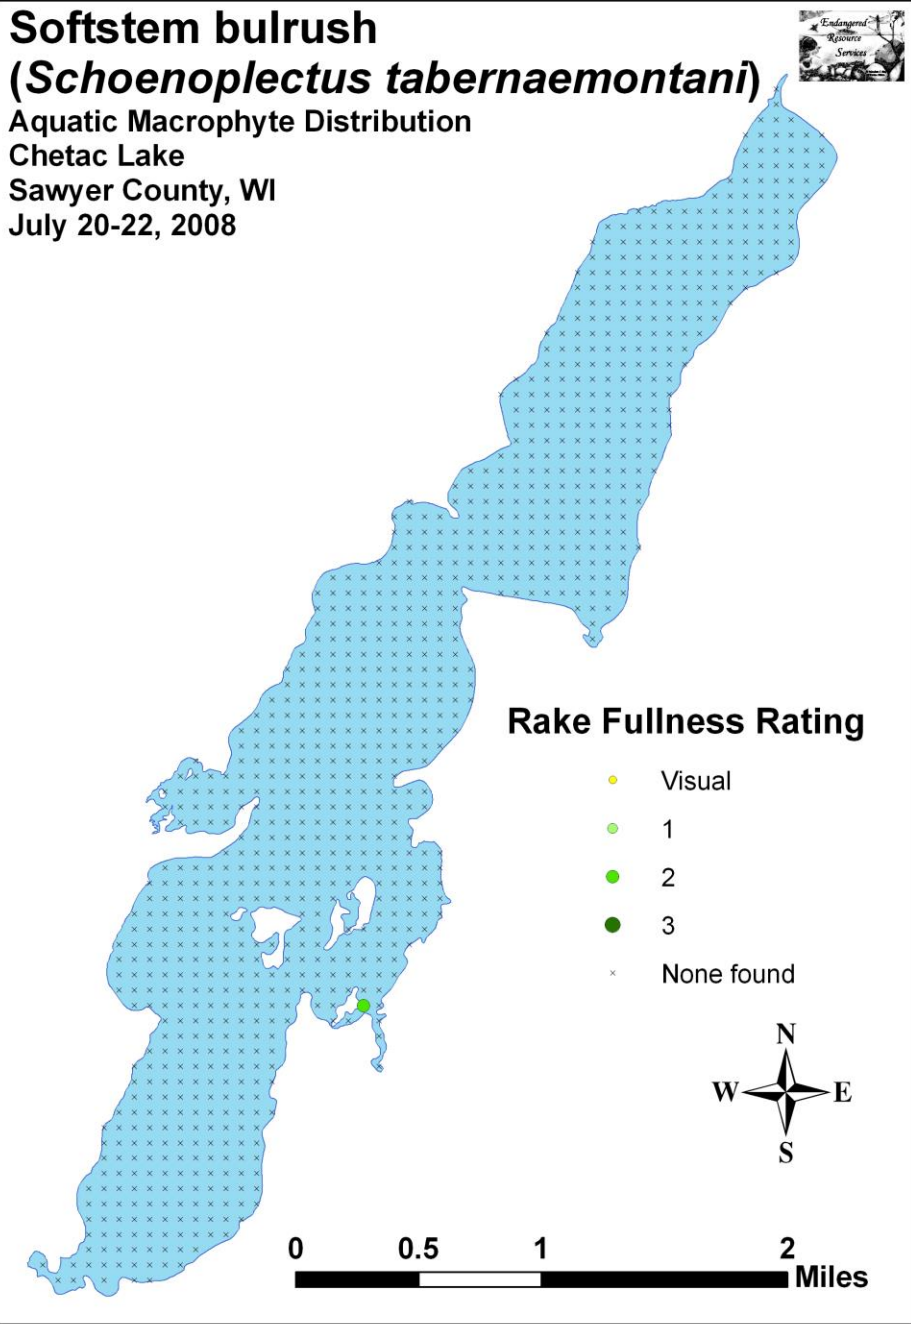 Softstem bulrush
(Schoenoplectus tabernaemontani)
Aquatic Macrophyte Distribution
Chetac Lake
Sawyer County, WI
July 20-22, 2008
Endangered
Resource
Services
Rake Fullness Rating
Visual
1
2
3
None found
N
W E
S
0 0.5 1 2
Miles